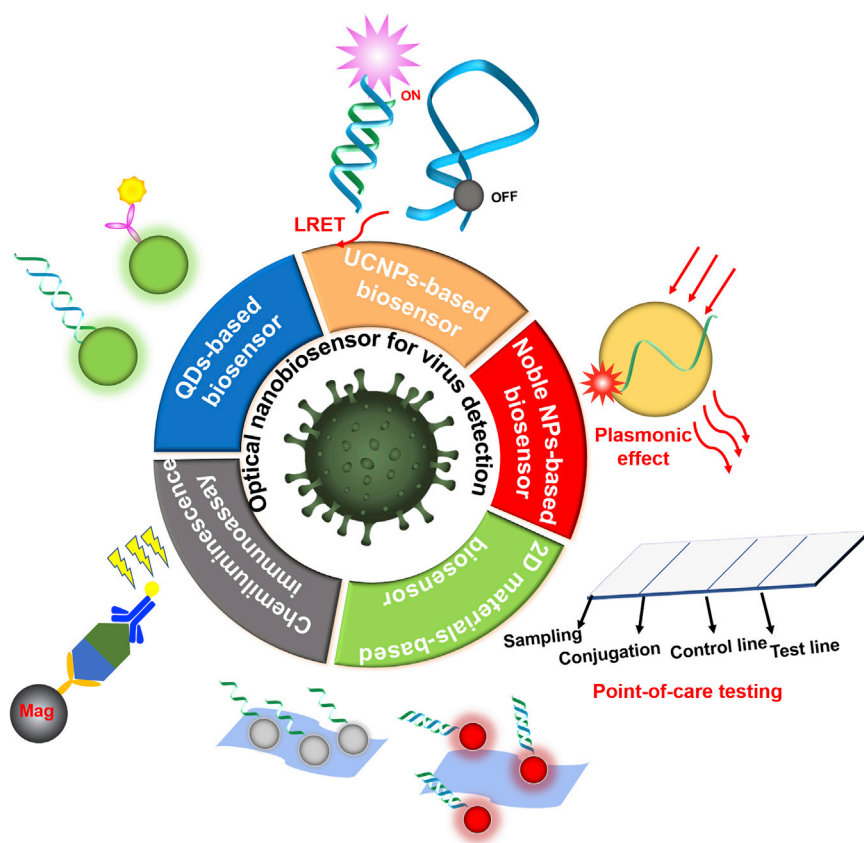 ON
OFF
LRET
UCNPs-based
biosensor
QDs-based
biosensor
Noble NPs-based
biosensor
Optical nanobiosensor for virus detection
Plasmonic
effect
Chemiluminescence
immunoassay
2D materials-based
biosensor
Sampling
Conjugation
Control line
Test line
Point-of-care testing
Mag